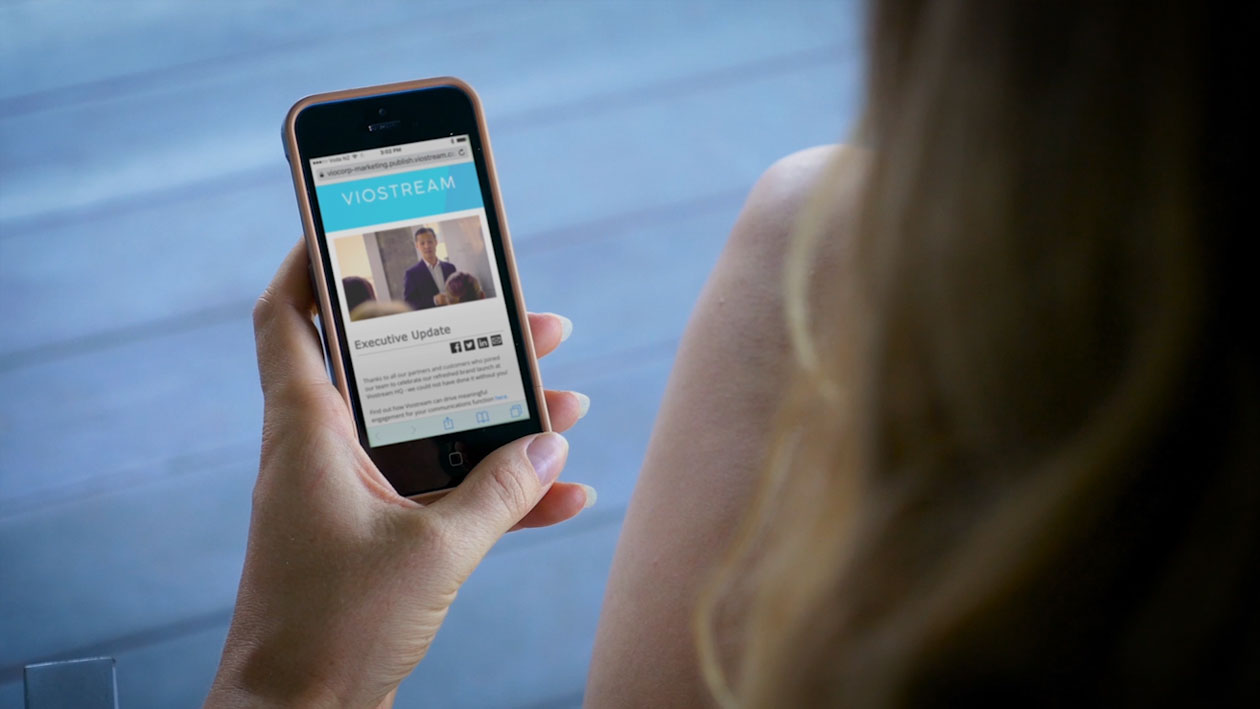 Voda NZ 3:02 PM
viocorp-marketing.publish.viostream.c
VIOSTREAM
Executive Update
Thanks to all our partners and customers who joined
our team to celebrate our refreshed brand launch at
Viostream HQ - we could not have done it without you!
Find out how Viostream can drive meaningful
engagement for your communications function here.